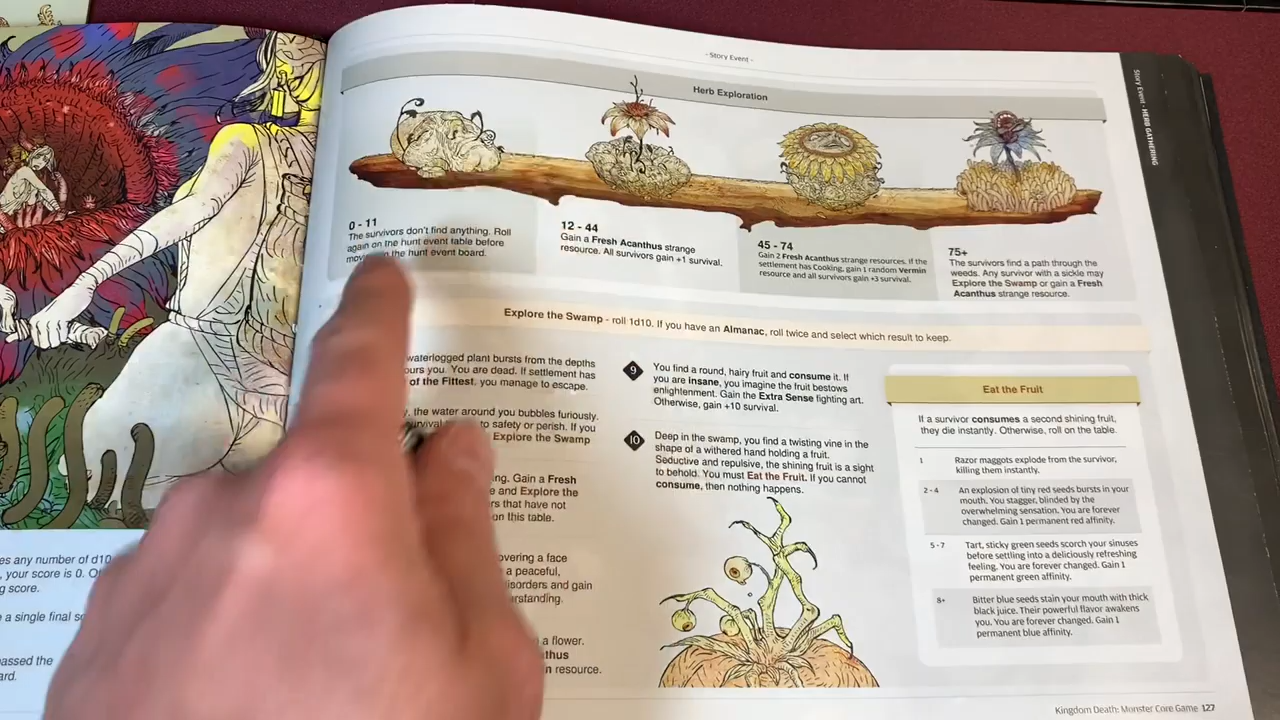 - Story Event -
Story Event - HERB GATHERING
Herb Exploration
0 - 11
The survivors don't find anything. Roll
again on the hunt event table before
the hunt event board.
12 - 44
Gain a Fresh Acanthus strange
resource. All survivors gain +1 survival.
45 - 74
Gain 2 Fresh Acanthus strange resources. If the
settlement has Cooking, gain 1 random Vermin
resource and all survivors gain +3 survival.
75+
The survivors find a path through the
weeds. Any survivor with a sickle may
Explore the Swamp or gain a Fresh
Acanthus strange resource.
Explore the Swamp - roll 1d10. If you have an Almanac, roll twice and select which result to keep.
waterlogged plant bursts from the depths
you. You are dead. If settlement has
of the Fittest, you manage to escape.
the water around you bubbles furiously.
to safety or perish. If you
Explore the Swamp
Gain a Fresh
and Explore the
that have not
on this table.
a face
a peaceful,
and gain
a flower.
resource.
9
You find a round, hairy fruit and consume it. If
you are insane, you imagine the fruit bestows
enlightenment. Gain the Extra Sense fighting art.
Otherwise, gain +10 survival.
10
Deep in the swamp, you find a twisting vine in the
shape of a withered hand holding a fruit.
Seductive and repulsive, the shining fruit is a sight
to behold. You must Eat the Fruit. If you cannot
consume, then nothing happens.
Eat the Fruit
If a survivor consumes a second shining fruit,
they die instantly. Otherwise, roll on the table.
1 Razor maggots explode from the survivor,
killing them instantly.
2 - 4 An explosion of tiny red seeds bursts in your
mouth. You stagger, blinded by the
overwhelming sensation. You are forever
changed. Gain 1 permanent red affinity.
5 - 7 Tart, sticky green seeds scorch your sinuses
before settling into a deliciously refreshing
feeling. You are forever changed. Gain 1
permanent green affinity.
8+ Bitter blue seeds stain your mouth with thick
black juice. Their powerful flavor awakens
you. You are forever changed. Gain 1
permanent blue affinity.
any number of d10
your score is 0.
score.
a single final
the
Kingdom Death: Monster Core Game 127